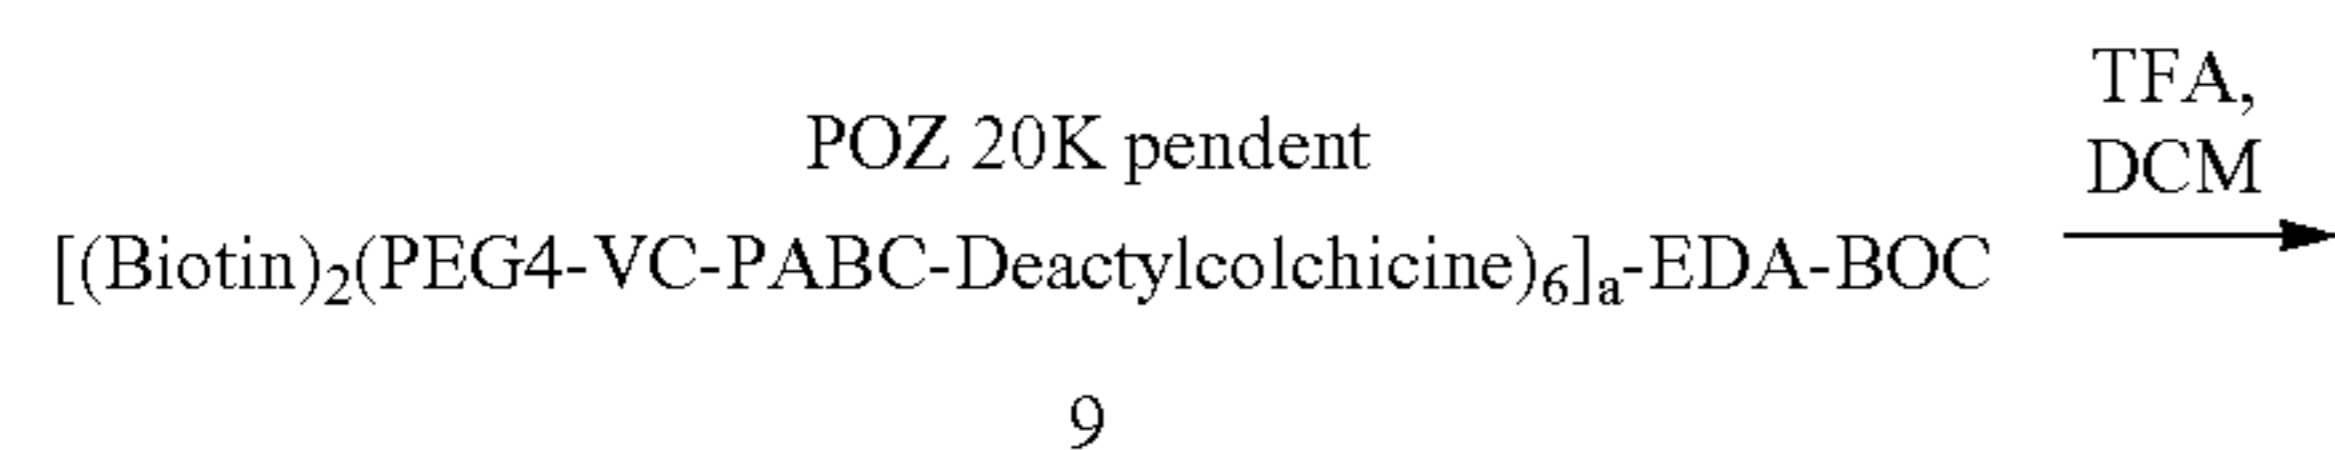 TFA,
DCM
POZ 20K pendent
[(Biotin)₂(PEG4-VC-PABC-Deactylcolchicine)₆]ₐ-EDA-BOC
9